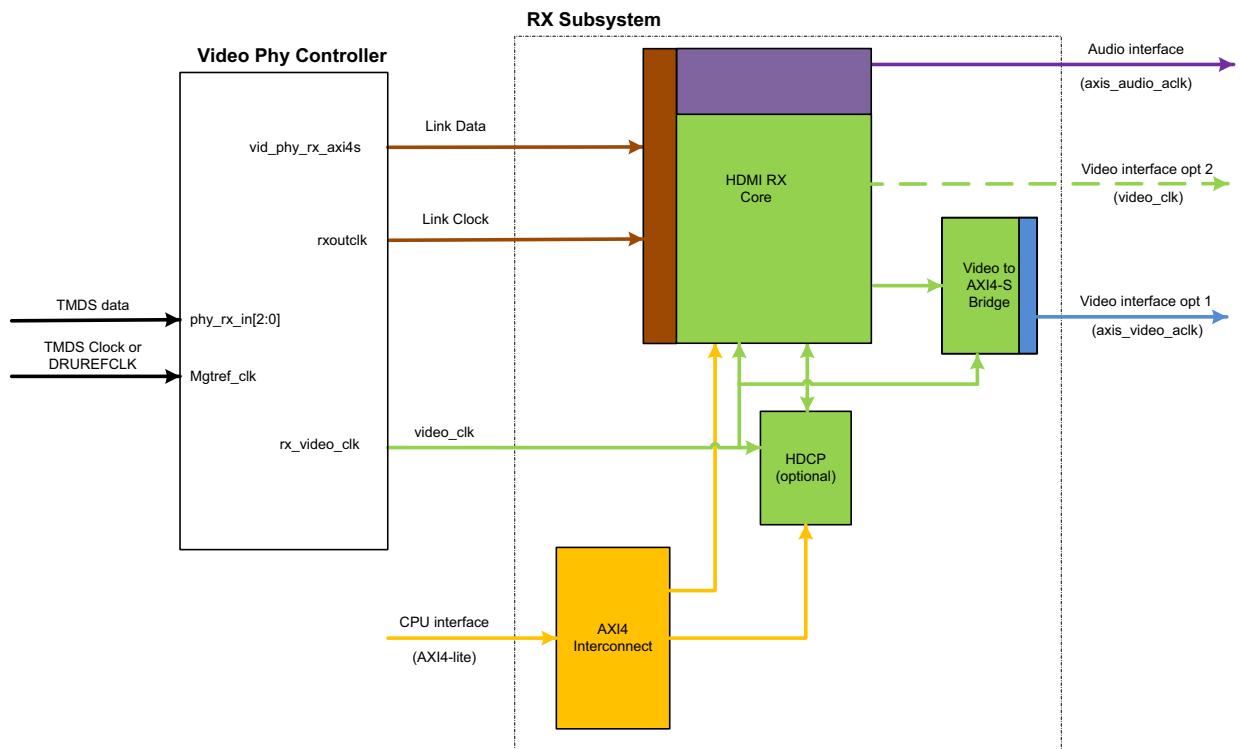 RX Subsystem
Video Phy Controller
Audio interface
(axis_audio_aclk)
Link Data
vid_phy_rx_axi4s
HDMI RX
Core
Video interface opt 2
(video_clk)
Link Clock
rxoutclk
Video to
AXI4-S
Bridge
TMDS data
phy_rx_in[2:0]
Video interface opt 1
(axis_video_aclk)
TMDS Clock or
DRUREFCLK
Mgtref_clk
rx_video_clk
video_clk
HDCP
(optional)
CPU interface
(AXI4-lite)
AXI4
Interconnect